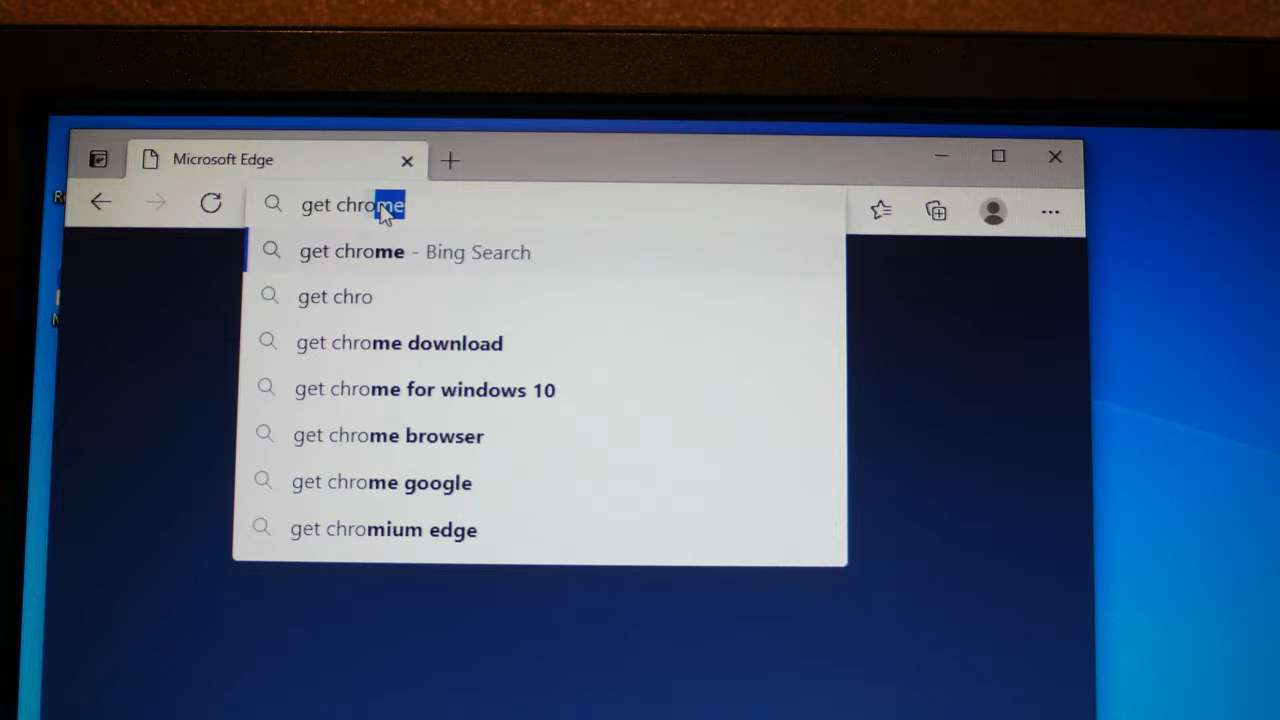 Microsoft Edge
get chrome
get chrome - Bing Search
get chro
get chrome download
get chrome for windows 10
get chrome browser
get chrome google
get chromium edge